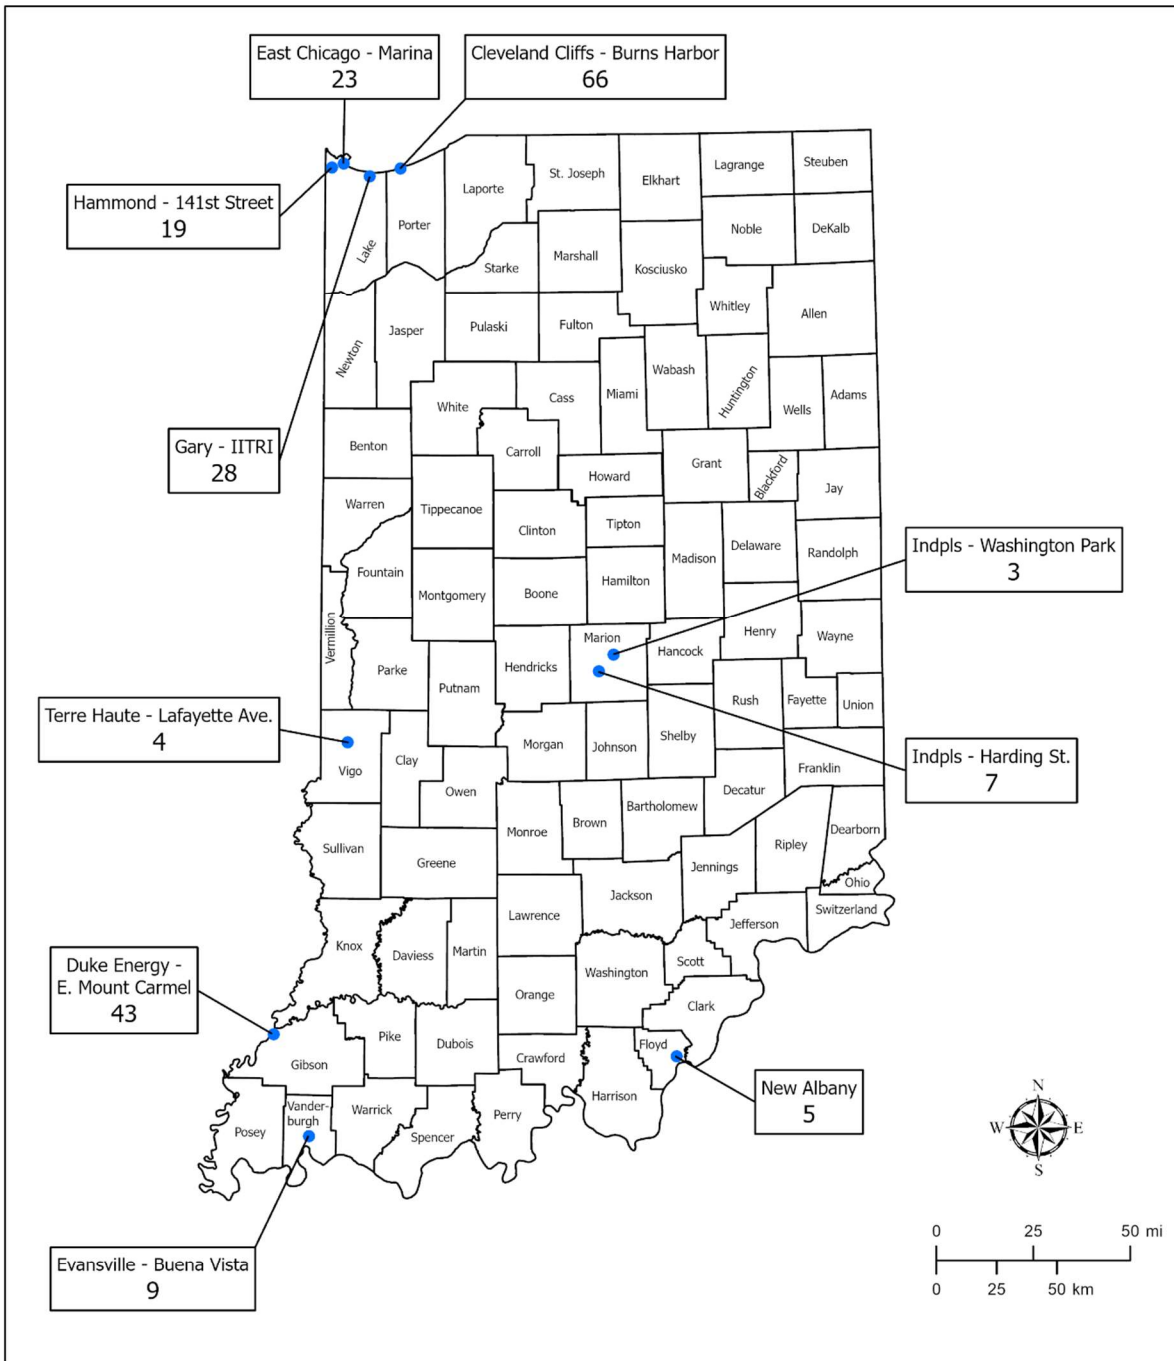 East Chicago - Marina
23
Cleveland Cliffs - Burns Harbor
66
Hammond - 141st Street
19
Gary - IITRI
28
Indpls - Washington Park
3
Terre Haute - Lafayette Ave.
4
Indpls - Harding St.
7
Duke Energy -
E. Mount Carmel
43
New Albany
5
Evansville - Buena Vista
9
Lake
Porter
Laporte
St. Joseph
Elkhart
Lagrange
Steuben
Noble
DeKalb
Starke
Marshall
Kosciusko
Whitley
Allen
Newton
Jasper
Pulaski
Fulton
Wabash
Huntington
Miami
Wells
Adams
White
Cass
Benton
Carroll
Howard
Grant
Blackford
Jay
Warren
Tippecanoe
Clinton
Tipton
Madison
Delaware
Randolph
Fountain
Montgomery
Boone
Hamilton
Vermillion
Parke
Putnam
Hendricks
Marion
Hancock
Henry
Wayne
Rush
Fayette
Union
Vigo
Clay
Owen
Morgan
Johnson
Shelby
Decatur
Franklin
Sullivan
Greene
Monroe
Brown
Bartholomew
Jennings
Ripley
Dearborn
Ohio
Switzerland
Knox
Daviess
Martin
Lawrence
Jackson
Jefferson
Scott
Washington
Orange
Clark
Gibson
Pike
Dubois
Crawford
Floyd
Harrison
Posey
Vander-
burgh
Warrick
Spencer
Perry
N
W
E
S
0 25 50 mi
0 25 50 km